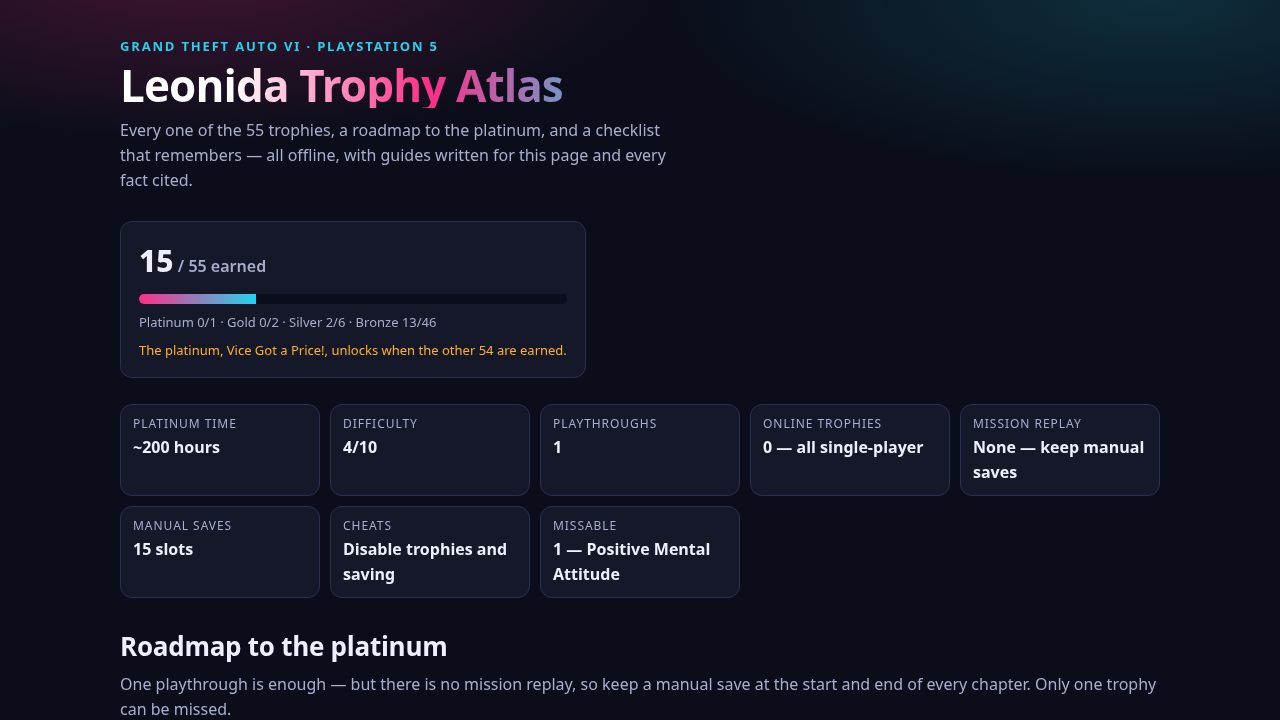 GRAND THEFT AUTO VI · PLAYSTATION 5
Leonida Trophy Atlas
Every one of the 55 trophies, a roadmap to the platinum, and a checklist
that remembers — all offline, with guides written for this page and every
fact cited.
15 / 55 earned
Platinum 0/1 · Gold 0/2 · Silver 2/6 · Bronze 13/46
The platinum, Vice Got a Price!, unlocks when the other 54 are earned.
PLATINUM TIME
~200 hours
DIFFICULTY
4/10
PLAYTHROUGHS
1
ONLINE TROPHIES
0 — all single-player
MISSION REPLAY
None — keep manual
saves
MANUAL SAVES
15 slots
CHEATS
Disable trophies and
saving
MISSABLE
1 — Positive Mental
Attitude
Roadmap to the platinum
One playthrough is enough — but there is no mission replay, so keep a manual save at the start and end of every chapter. Only one trophy
can be missed.